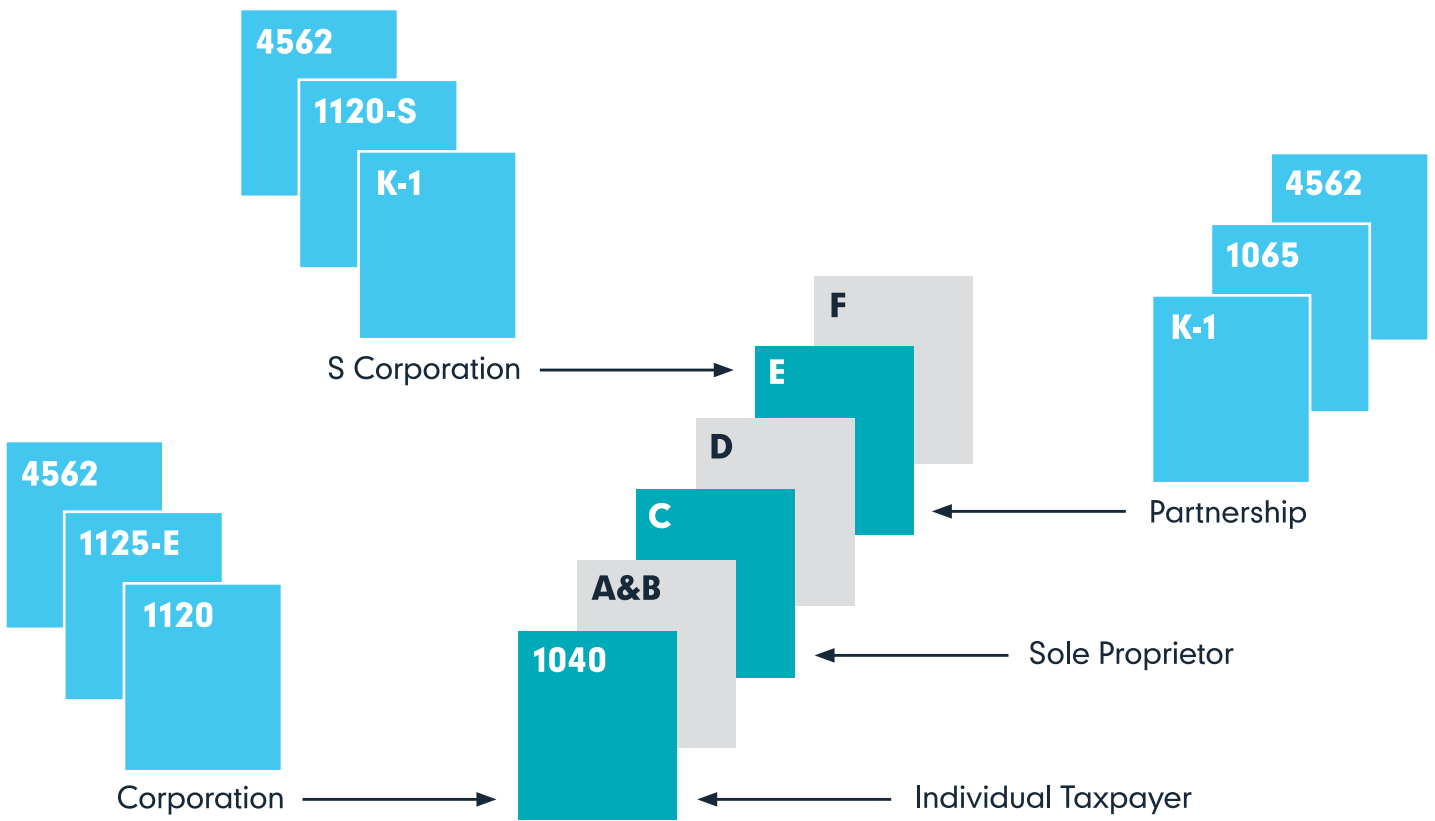 4562
1120-S
K-1
S Corporation
4562
1065
K-1
Partnership
F
E
D
C
A&B
1040
Sole Proprietor
Individual Taxpayer
4562
1125-E
1120
Corporation